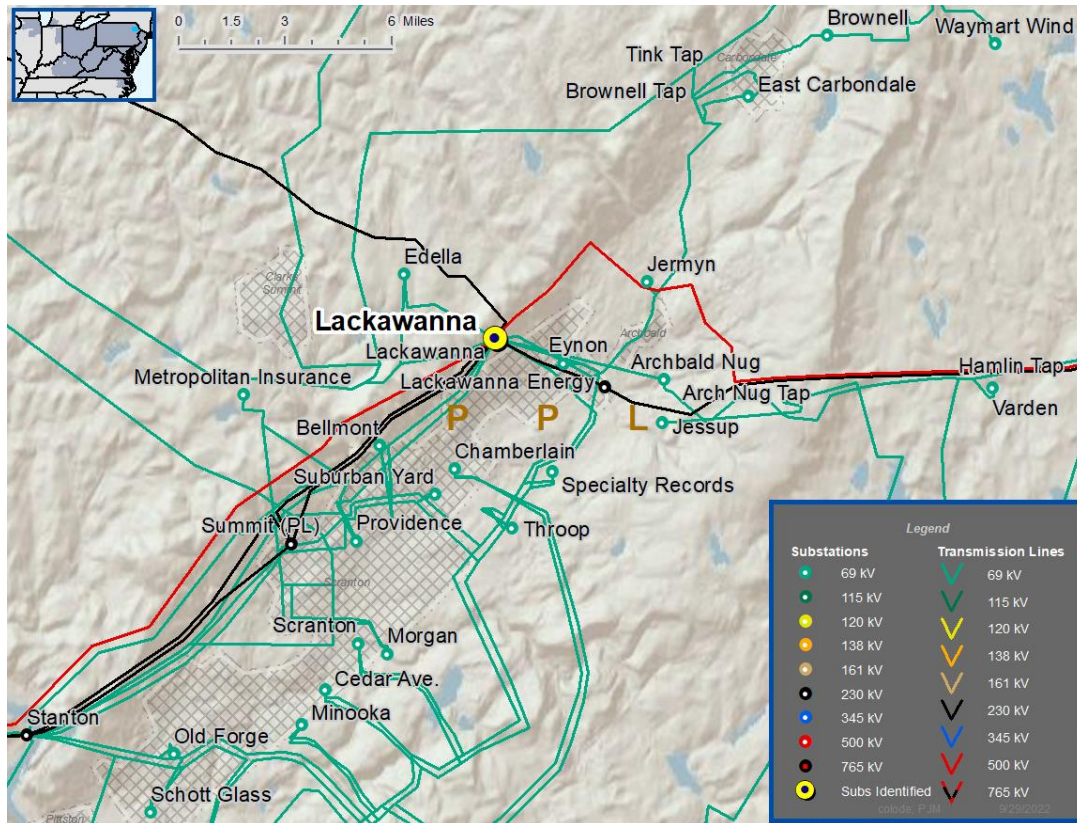 0 1.5 3 6 Miles
Brownell
Waymart Wind
Tink Tap
Carbondale
Brownell Tap
East Carbondale
Edella
Jermyn
Clarks
Summit
Lackawanna
Archbald
Lackawanna
Eynon
Archbald Nug
Hamlin Tap
Metropolitan Insurance
Lackawanna Energy
Arch Nug Tap
Varden
P P L
Jessup
Bellmont
Chamberlain
Suburban Yard
Specialty Records
Summit (PL)
Providence
Throop
Scranton
Scranton
Morgan
Cedar Ave.
Minooka
Stanton
Old Forge
Schott Glass
Pittston
Legend
Substations
Transmission Lines
69 kV
69 kV
115 kV
115 kV
120 kV
120 kV
138 kV
138 kV
161 kV
161 kV
230 kV
230 kV
345 kV
345 kV
500 kV
500 kV
765 kV
765 kV
Subs Identified
colode, PJM 9/29/2022